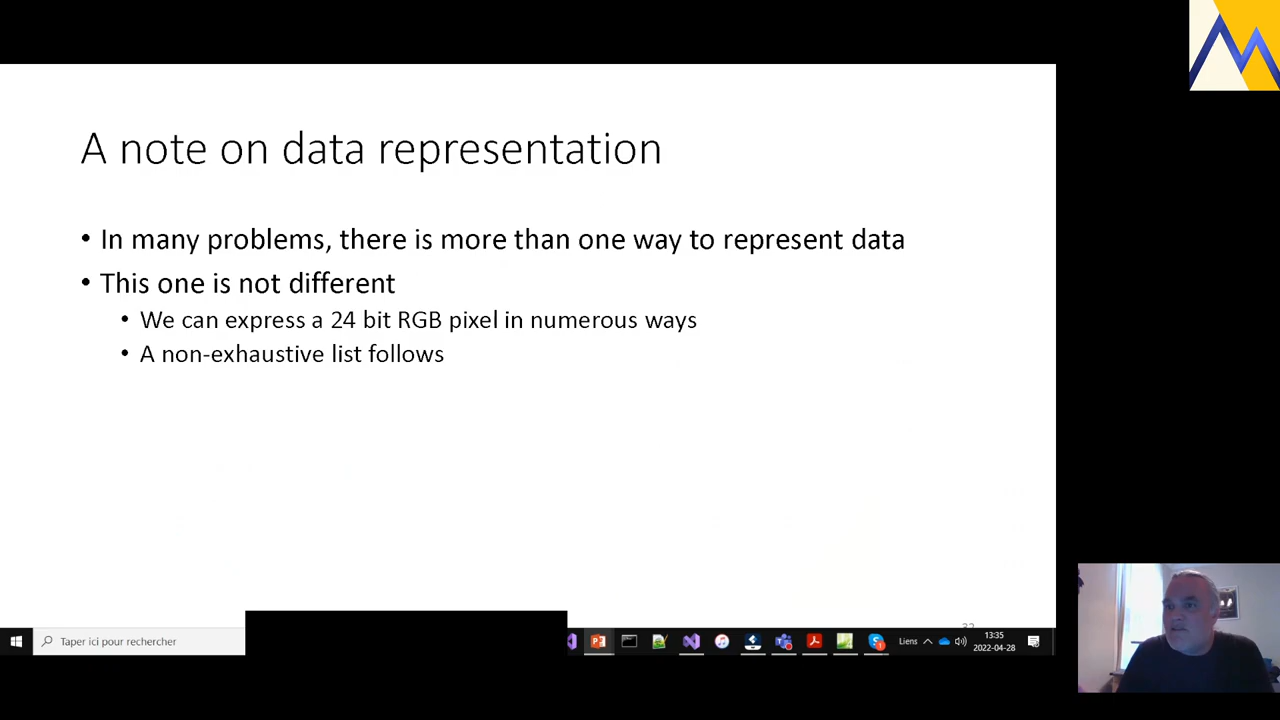 A note on data representation
• In many problems, there is more than one way to represent data
• This one is not different
• We can express a 24 bit RGB pixel in numerous ways
• A non-exhaustive list follows
32
Taper ici pour rechercher
Liens
13:35
2022-04-28